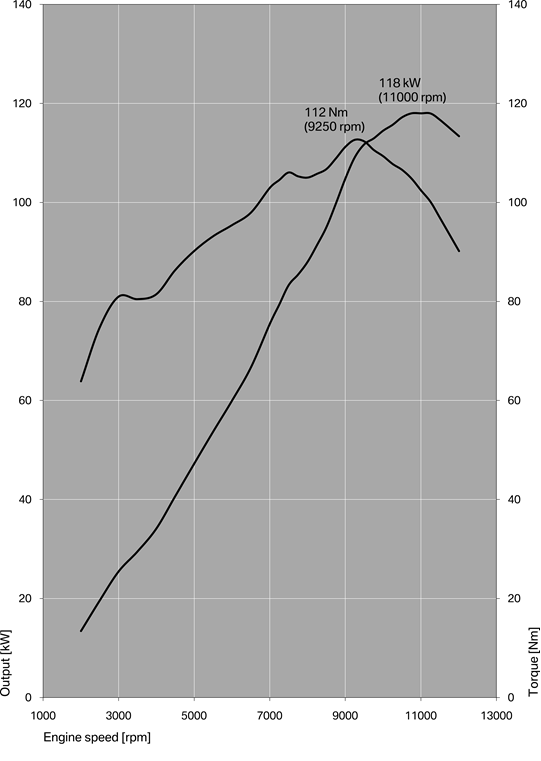 140
140
118 kW
(11000 rpm)
112 Nm
(9250 rpm)
120
120
100
100
80
80
60
60
40
40
20
20
0
0
Output [kW]
Torque [Nm]
1000 3000 5000 7000 9000 11000 13000
Engine speed [rpm]